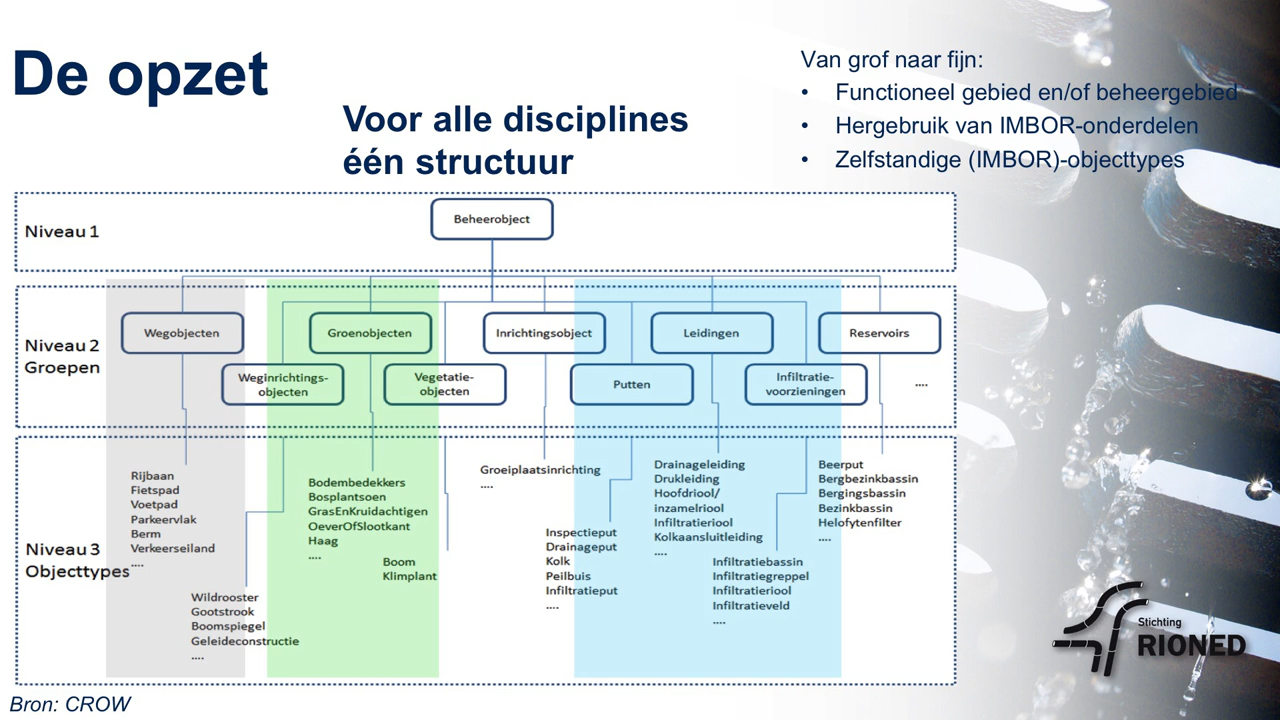 De opzet
Voor alle disciplines
één structuur
Van grof naar fijn:
• Functioneel gebied en/of beheergebied
• Hergebruik van IMBOR-onderdelen
• Zelfstandige (IMBOR)-objecttypes
Niveau 1
Beheerobject
Niveau 2
Groepen
Wegobjecten
Groenobjecten
Inrichtingsobject
Leidingen
Reservoirs
Weginrichtings-
objecten
Vegetatie-
objecten
Putten
Infiltratie-
voorzieningen
....
Niveau 3
Objecttypes
Rijbaan
Fietspad
Voetpad
Parkeervlak
Berm
Verkeerseiland
....
Wildrooster
Gootstrook
Boomspiegel
Geleideconstructie
....
Bodembedekkers
Bosplantsoen
GrasEnKruidachtigen
OeverOfSlootkant
Haag
....
Boom
Klimplant
Groeiplaatsinrichting
....
Inspectieput
Drainageput
Kolk
Peilbuis
Infiltratieput
....
Drainageleiding
Drukleiding
Hoofdriool/
inzamelriool
Infiltratieriool
Kolkaansluitleiding
....
Infiltratiebassin
Infiltratiegreppel
Infiltratieriool
Infiltratieveld
....
Beerput
Bergbezinkbassin
Bergingsbassin
Bezinkbassin
Helofytenfilter
....
Stichting
RIONED
Bron: CROW